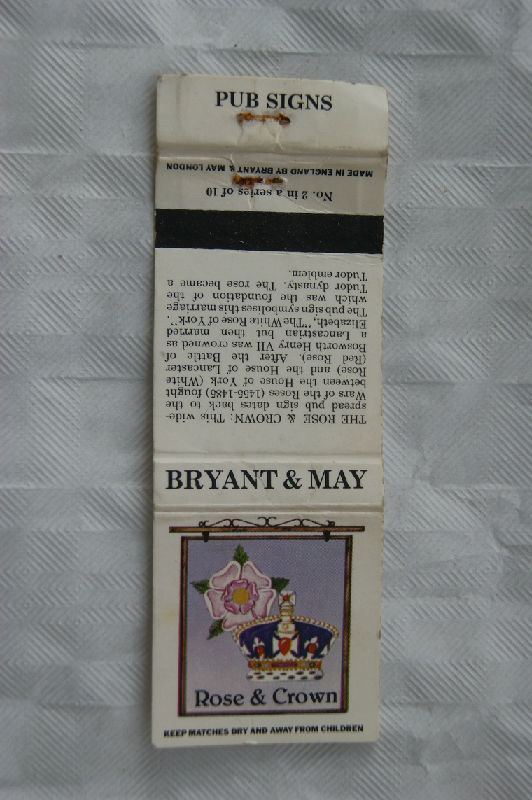 PUB SIGNS
MADE IN ENGLAND BY BRYANT & MAY LONDON
No. 2 in a series of 10
THE ROSE & CROWN: This wide-
spread pub sign dates back to the
Wars of the Roses (1455-1485) fought
between the House of York (White
Rose) and the House of Lancaster
(Red Rose). After the Battle of
Bosworth Henry VII was crowned as
a Lancastrian but then married
Elizabeth, "The White Rose of York".
The pub sign symbolises this marriage
which was the foundation of the
Tudor dynasty. The rose became a
Tudor emblem.
BRYANT & MAY
Rose & Crown
KEEP MATCHES DRY AND AWAY FROM CHILDREN